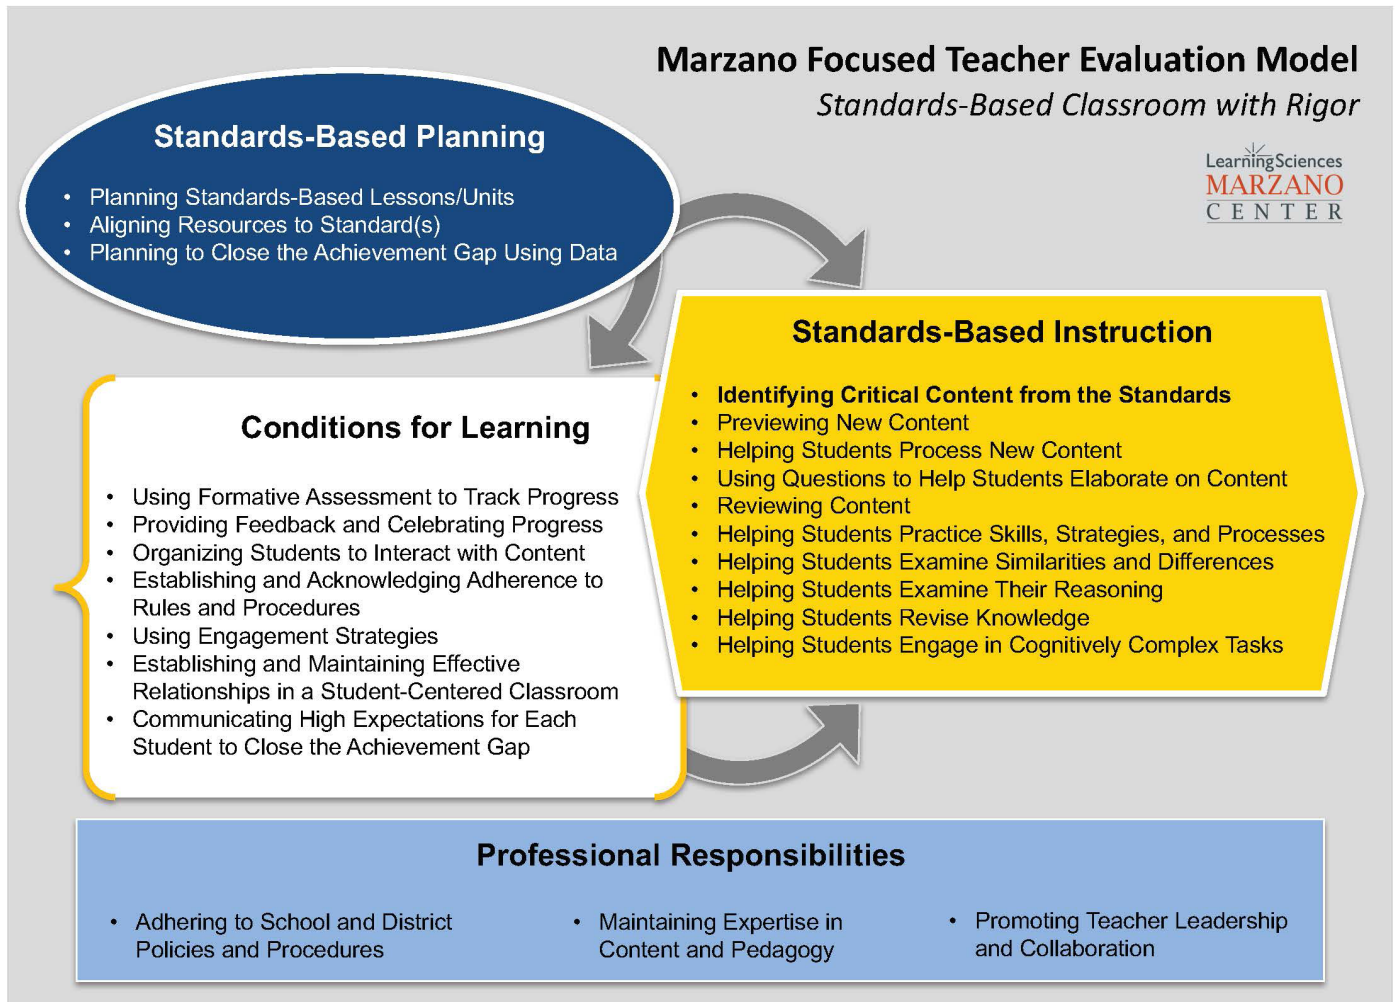 Marzano Focused Teacher Evaluation Model
Standards-Based Classroom with Rigor
LearningSciences
MARZANO
CENTER
Standards-Based Planning
• Planning Standards-Based Lessons/Units
• Aligning Resources to Standard(s)
• Planning to Close the Achievement Gap Using Data
Standards-Based Instruction
• Identifying Critical Content from the Standards
• Previewing New Content
• Helping Students Process New Content
• Using Questions to Help Students Elaborate on Content
• Reviewing Content
• Helping Students Practice Skills, Strategies, and Processes
• Helping Students Examine Similarities and Differences
• Helping Students Examine Their Reasoning
• Helping Students Revise Knowledge
• Helping Students Engage in Cognitively Complex Tasks
Conditions for Learning
• Using Formative Assessment to Track Progress
• Providing Feedback and Celebrating Progress
• Organizing Students to Interact with Content
• Establishing and Acknowledging Adherence to
Rules and Procedures
• Using Engagement Strategies
• Establishing and Maintaining Effective
Relationships in a Student-Centered Classroom
• Communicating High Expectations for Each
Student to Close the Achievement Gap
Professional Responsibilities
• Adhering to School and District
Policies and Procedures
• Maintaining Expertise in
Content and Pedagogy
• Promoting Teacher Leadership
and Collaboration